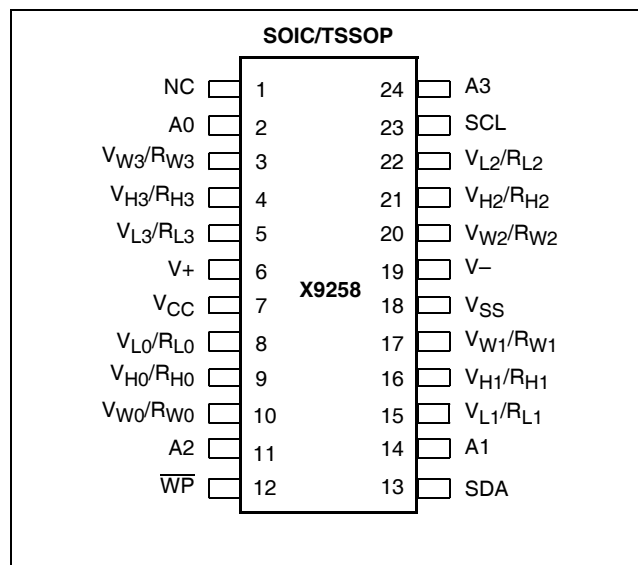 SOIC/TSSOP
NC 1 24 A3
A0 2 23 SCL
VW3/RW3 3 22 VL2/RL2
VH3/RH3 4 21 VH2/RH2
VL3/RL3 5 20 VW2/RW2
V+ 6 19 V–
X9258
VCC 7 18 VSS
VL0/RL0 8 17 VW1/RW1
VH0/RH0 9 16 VH1/RH1
VW0/RW0 10 15 VL1/RL1
A2 11 14 A1
W̅P̅ 12 13 SDA